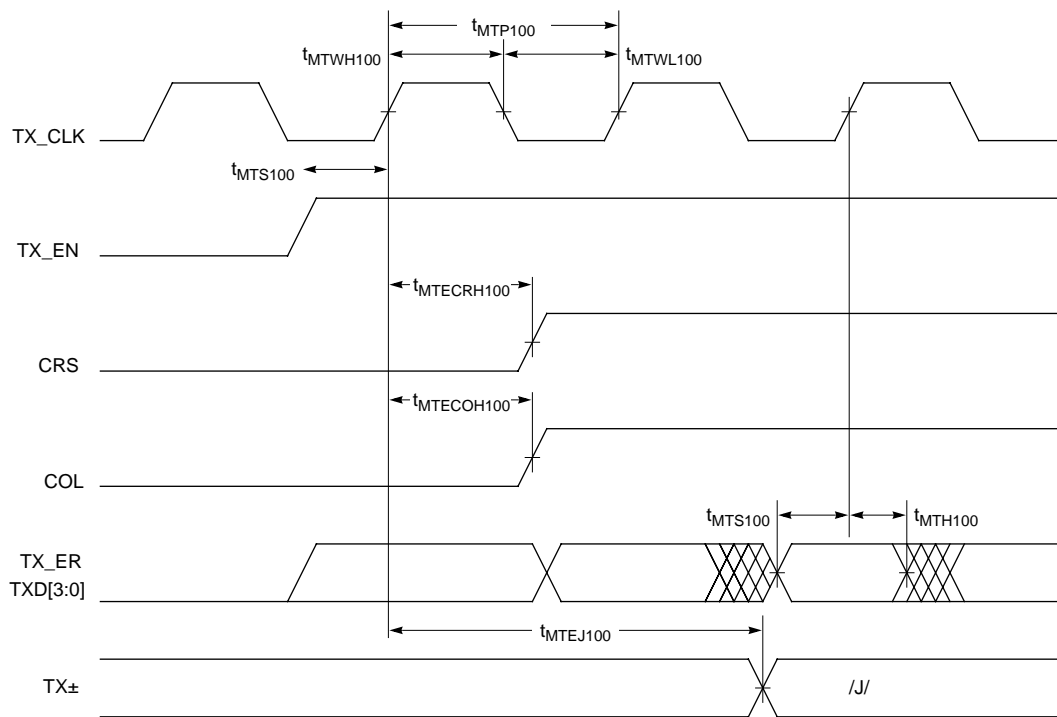 tMTP100
tMTWH100
tMTWL100
TX_CLK
tMTS100
TX_EN
tMTECRH100
CRS
tMTECOH100
COL
tMTS100
tMTH100
TX_ER
TXD[3:0]
tMTEJ100
TX±
/J/